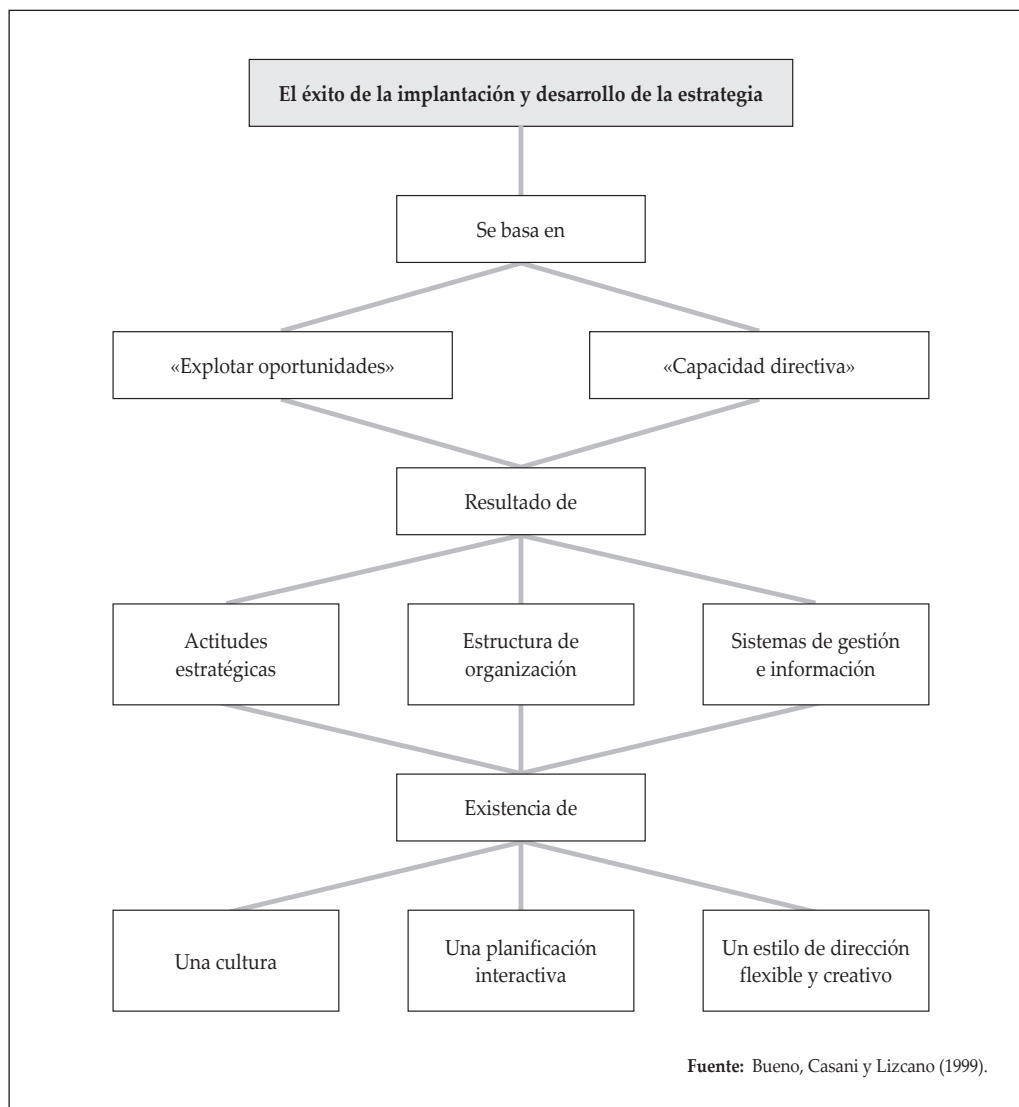 El éxito de la implantación y desarrollo de la estrategia
Se basa en
«Explotar oportunidades»
«Capacidad directiva»
Resultado de
Actitudes
estratégicas
Estructura de
organización
Sistemas de gestión
e información
Existencia de
Una cultura
Una planificación
interactiva
Un estilo de dirección
flexible y creativo
Fuente: Bueno, Casani y Lizcano (1999).